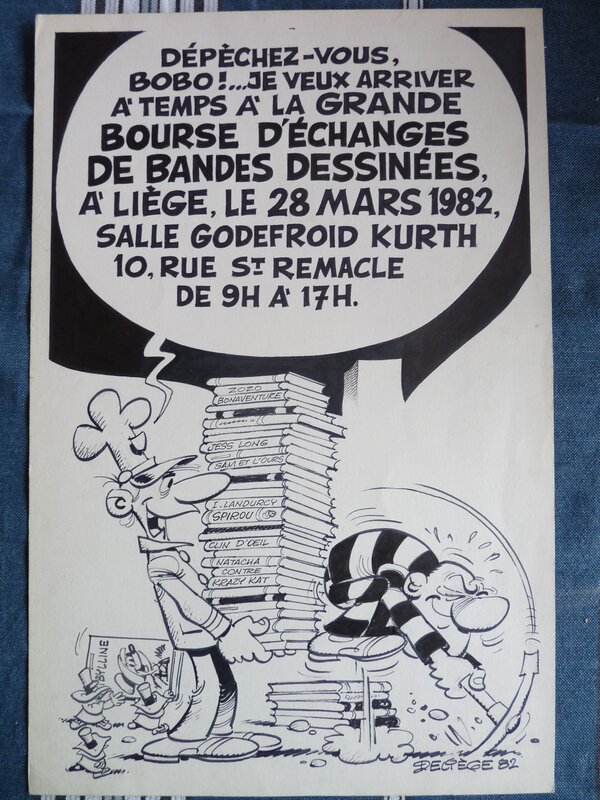 DÉPÊCHEZ-VOUS,
BOBO !...JE VEUX ARRIVER
A TEMPS A LA GRANDE
BOURSE D'ÉCHANGES
DE BANDES DESSINÉES,
A LIÈGE, LE 28 MARS 1982,
SALLE GODEFROID KURTH
10, RUE ST REMACLE
DE 9H A 17H.
ZOZO
BONAVENTURE
JESS LONG
SAM ET L'OURS
I. LANDURCY
SPIROU
CLIN D'ŒIL
NATACHA
CONTRE
KRAZY KAT
SYBILLINE
DELIÈGE 82